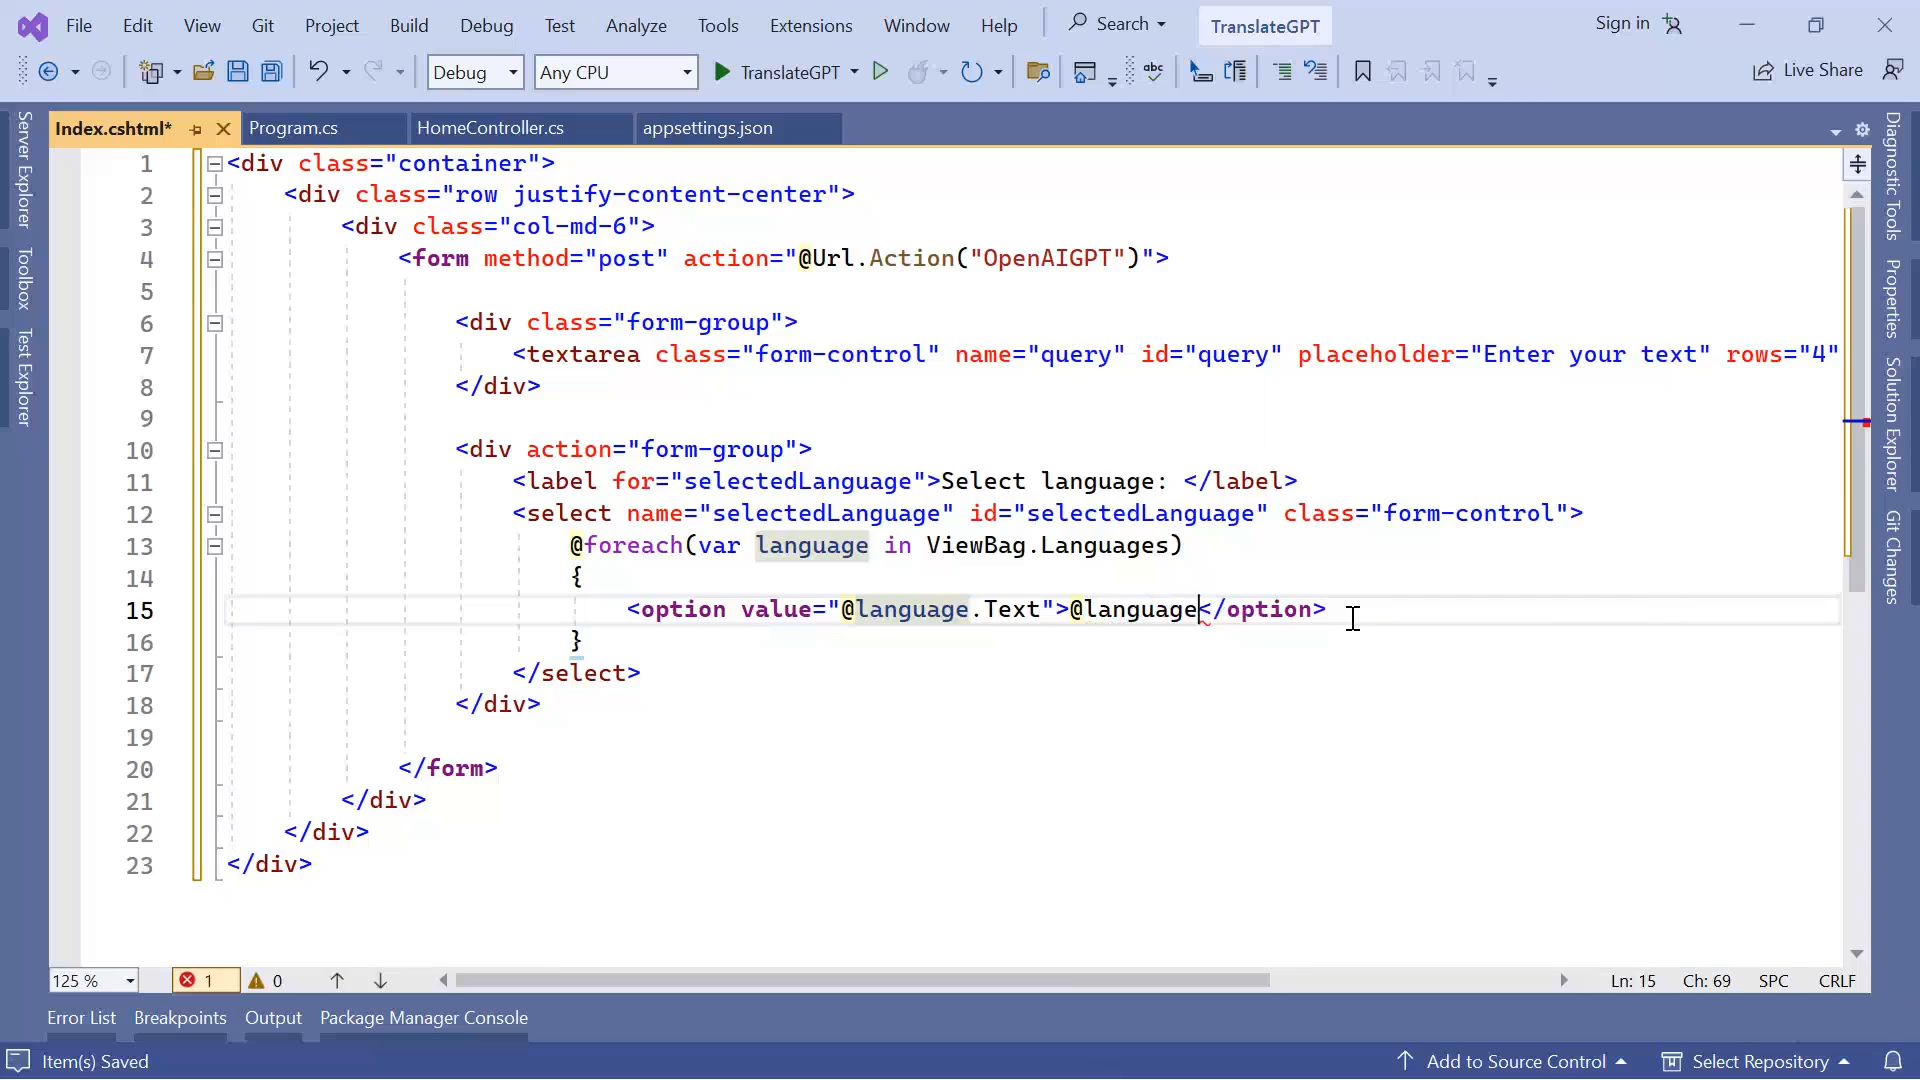 File Edit View Git Project Build Debug Test Analyze Tools Extensions Window Help Search TranslateGPT Sign in
Debug Any CPU TranslateGPT abc Live Share
Index.cshtml* Program.cs HomeController.cs appsettings.json
Server Explorer
Toolbox
Test Explorer
1 <div class="container">
2 <div class="row justify-content-center">
3 <div class="col-md-6">
4 <form method="post" action="@Url.Action("OpenAIGPT")">
5
6 <div class="form-group">
7 <textarea class="form-control" name="query" id="query" placeholder="Enter your text" rows="4"
8 </div>
9
10 <div action="form-group">
11 <label for="selectedLanguage">Select language: </label>
12 <select name="selectedLanguage" id="selectedLanguage" class="form-control">
13 @foreach(var language in ViewBag.Languages)
14 {
15 <option value="@language.Text">@language</option>
16 }
17 </select>
18 </div>
19
20 </form>
21 </div>
22 </div>
23 </div>
Diagnostic Tools
Properties
Solution Explorer
Git Changes
125 % 1 0 Ln: 15 Ch: 69 SPC CRLF
Error List Breakpoints Output Package Manager Console
Item(s) Saved Add to Source Control Select Repository